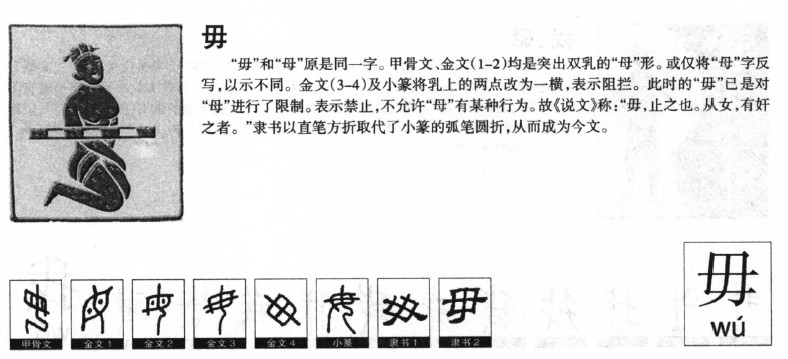 毋
“毋”和“母”原是同一字。甲骨文、金文(1-2)均是突出双乳的“母”形。或仅将“母”字反
写,以示不同。金文(3-4)及小篆将乳上的两点改为一横,表示阻拦。此时的“毋”已是对
“母”进行了限制。表示禁止,不允许“母”有某种行为。故《说文》称:“毋,止之也。从女,有奸
之者。”隶书以直笔方折取代了小篆的弧笔圆折,从而成为今文。
毋
wú
甲骨文 金文1 金文2 金文3 金文4 小篆 隶书1 隶书2